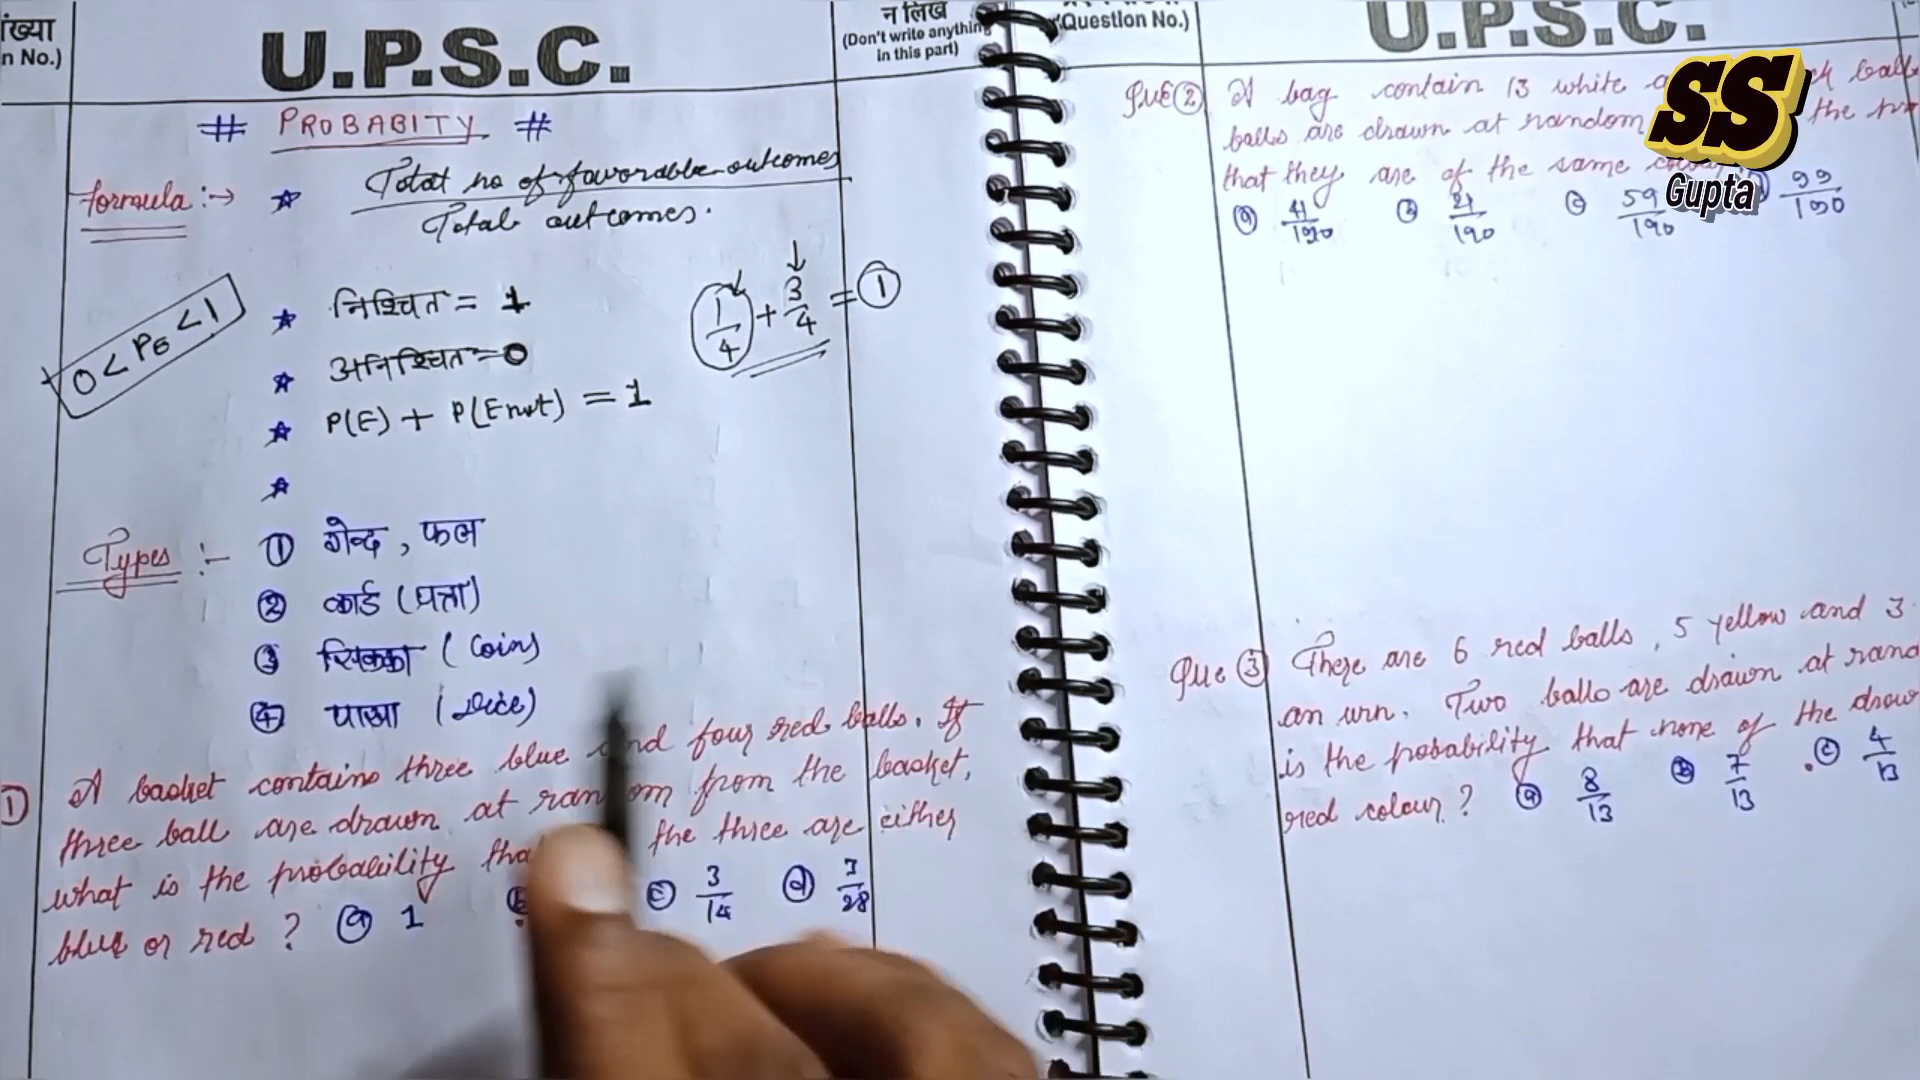 ंख्या
n No.)
U.P.S.C.
न लिखें
(Don't write anything
in this part)
# PROBABITY #
formula :→ ☆ Total no of favorable outcomes
Total outcomes.
0 < PE < 1
☆ निश्चित = 1
☆ अनिश्चित = 0
☆ P(E) + P(E not) = 1
☆
1/4 + 3/4 = 1
Types :- ① गेन्द, फल
② कार्ड (पत्ता)
③ सिक्का (Coin)
④ पासा (Dice)
① A basket contains three blue and four red balls. If
three ball are drawn at random from the basket,
what is the probability the three are either
blue or red ? ⓐ 1 ⓒ 3/14 ⓓ 3/28
(Question No.)
U.P.S.C.
SS
Gupta
QUE ② A bag contain 13 white balls
balls are drawn at random the
that they are of the same
ⓐ 41/190 ⓑ 21/190 ⓒ 59/190 99/190
Que ③ There are 6 red balls, 5 yellow and 3
an urn. Two balls are drawn at rand
is the probability that none of the draw
red colour ? ⓐ 8/13 ⓑ 7/13 ⓒ 4/13